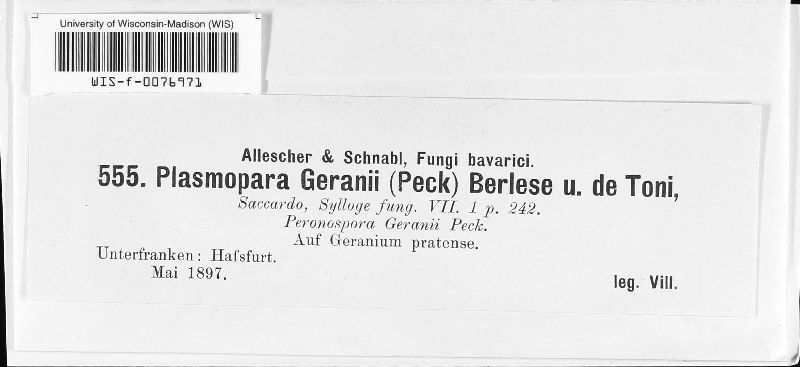 University of Wisconsin-Madison (WIS)
WIS-f-0076971
Allescher & Schnabl, Fungi bavarici.
555. Plasmopara Geranii (Peck) Berlese u. de Toni,
Saccardo, Sylloge fung. VII. 1 p. 242.
Peronospora Geranii Peck.
Auf Geranium pratense.
Unterfranken: Hafsfurt.
Mai 1897.
leg. Vill.